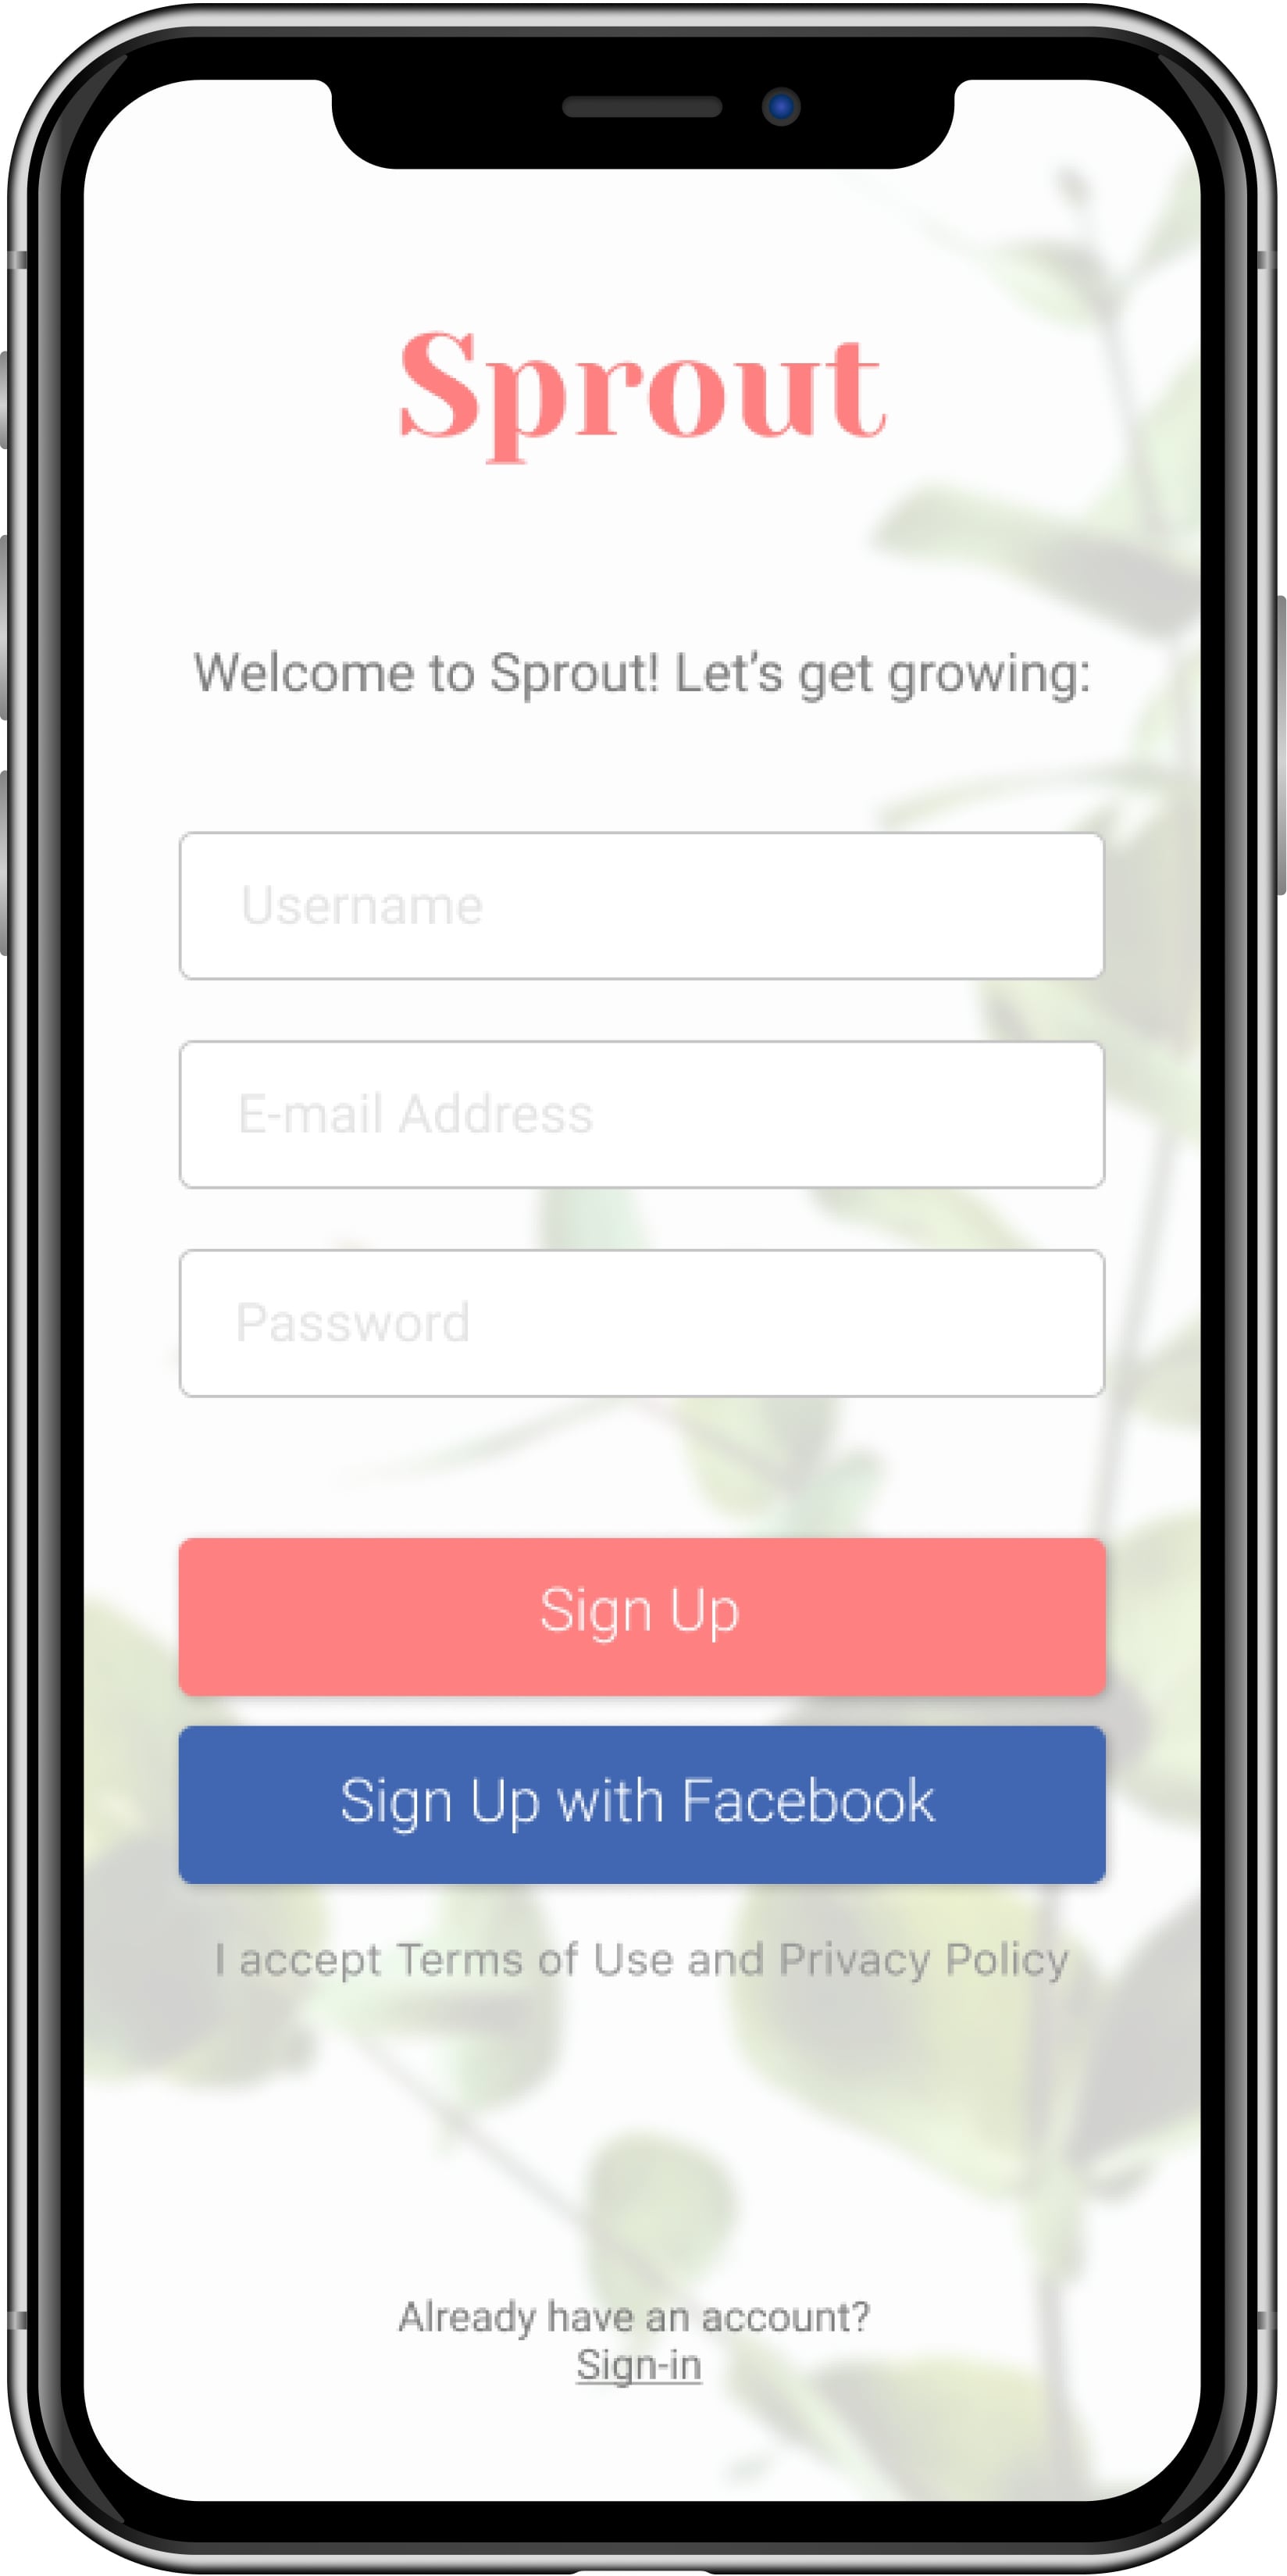 Sprout
Welcome to Sprout! Let’s get growing:
Username
E-mail Address
Password
Sign Up
Sign Up with Facebook
I accept Terms of Use and Privacy Policy
Already have an account?
Sign-in